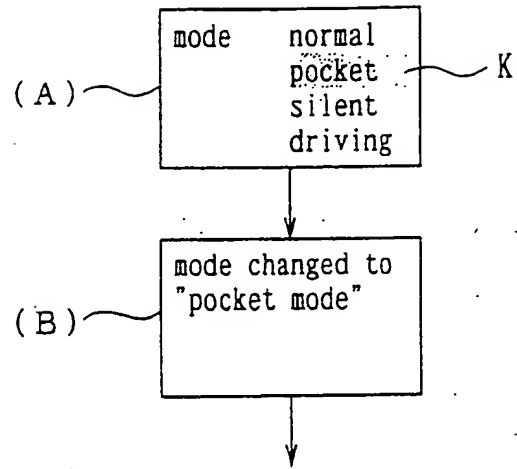 mode normal
pocket
K
(A)
silent
driving
mode changed to
"pocket mode"
(B)